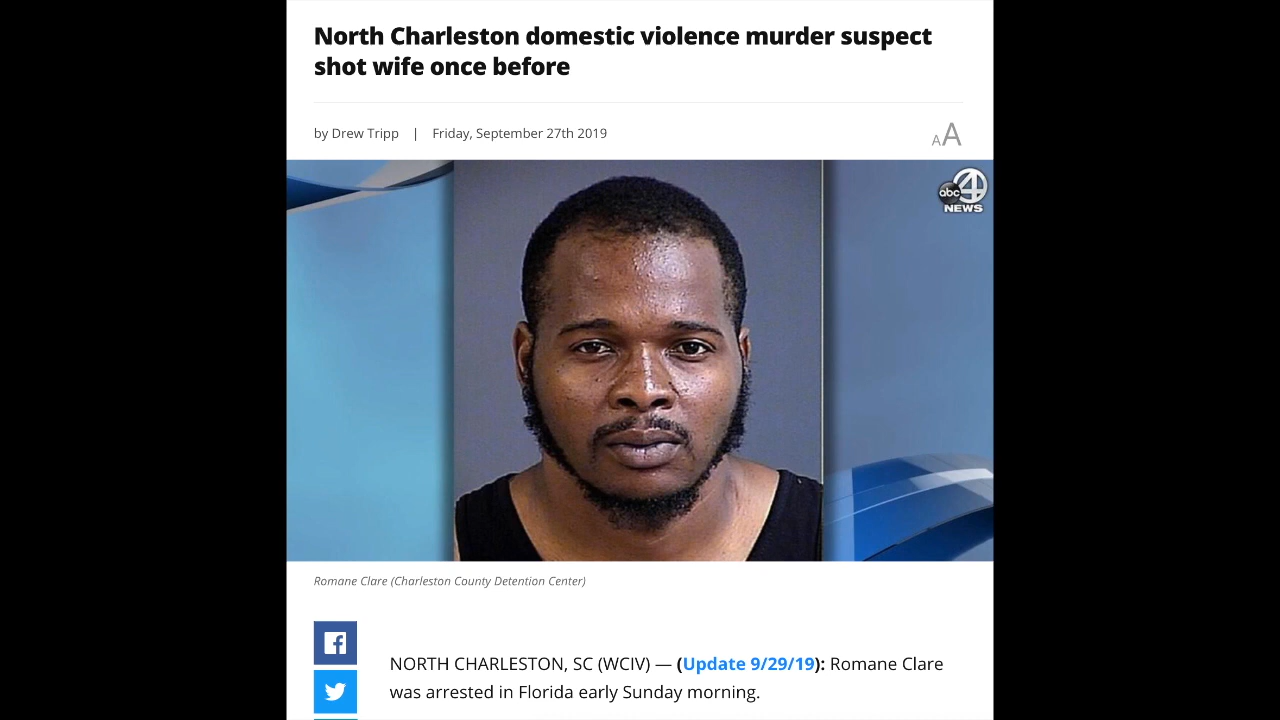 North Charleston domestic violence murder suspect
shot wife once before
by Drew Tripp | Friday, September 27th 2019
AA
abc 4
NEWS
Romane Clare (Charleston County Detention Center)
NORTH CHARLESTON, SC (WCIV) — (Update 9/29/19): Romane Clare
was arrested in Florida early Sunday morning.